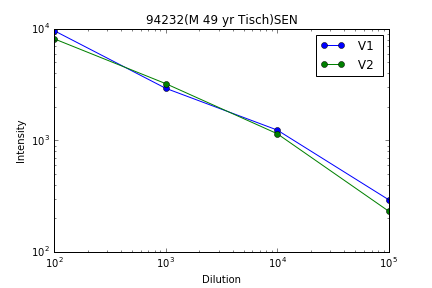 94232(M 49 yr Tisch)SEN
10^4
V1
V2
10^3
Intensity
10^2
10^2 10^3 10^4 10^5
Dilution